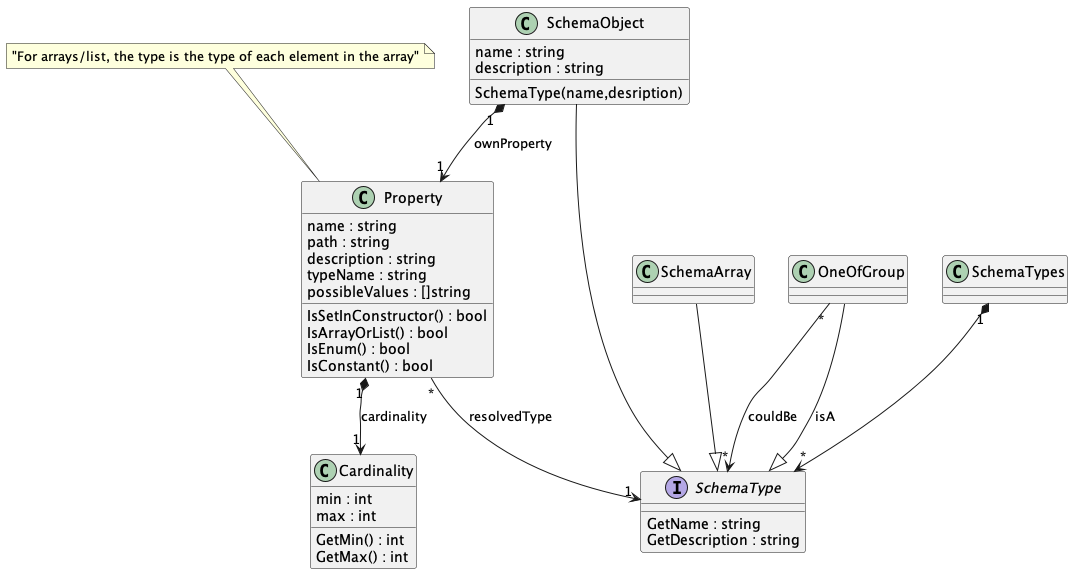 "For arrays/list, the type is the type of each element in the array"
C SchemaObject
name : string
description : string
SchemaType(name,desription)
1
ownProperty
1
C Property
name : string
path : string
description : string
typeName : string
possibleValues : []string
IsSetInConstructor() : bool
IsArrayOrList() : bool
IsEnum() : bool
IsConstant() : bool
C SchemaArray
C OneOfGroup
C SchemaTypes
*
1
1
*
cardinality
resolvedType
couldBe
isA
1
1
*
*
C Cardinality
min : int
max : int
GetMin() : int
GetMax() : int
I SchemaType
GetName : string
GetDescription : string